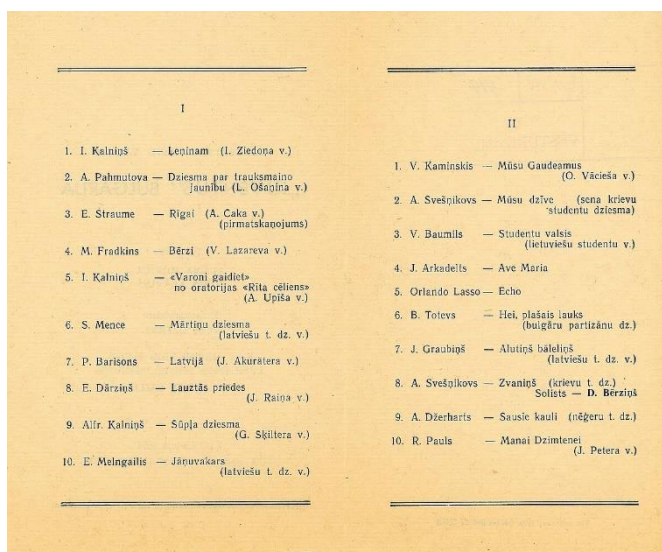 I
1. I. Kalniņš — Ļeņinam (I. Ziedoņa v.)
2. A. Pahmutova — Dziesma par trauksmaino
jaunību (L. Ošaņina v.)
3. E. Straume — Rīgai (A. Čaka v.)
(pirmatskaņojums)
4. M. Fradkins — Bērzi (V. Lazareva v.)
5. I. Kalniņš — «Varoni gaidiet»
no oratorijas «Rīta cēliens»
(A. Upīša v.)
6. S. Mence — Mārtiņu dziesma
(latviešu t. dz. v.)
7. P. Barisons — Latvijā (J. Akurātera v.)
8. E. Dārziņš — Lauztās priedes
(J. Raiņa v.)
9. Alfr. Kalniņš — Šūpļa dziesma
(G. Šķiltera v.)
10. E. Melngailis — Jāņuvakars
(latviešu t. dz. v.)
II
1. V. Kaminskis — Mūsu Gaudeamus
(O. Vācieša v.)
2. A. Svešņikovs — Mūsu dzīve (sena krievu
studentu dziesma)
3. V. Baumils — Studentu valsis
(lietuviešu studentu v.)
4. J. Arkadelts — Ave Maria
5. Orlando Lasso — Echo
6. B. Totevs — Hei, plašais lauks
(bulgāru partizānu dz.)
7. J. Graubiņš — Alutiņš bāleliņš
(latviešu t. dz. v.)
8. A. Svešņikovs — Zvaniņš (krievu t. dz.)
Solists — D. Bērziņš
9. A. Džerharts — Sausie kauli (nēģeru t. dz.)
10. R. Pauls — Manai Dzimtenei
(J. Petera v.)